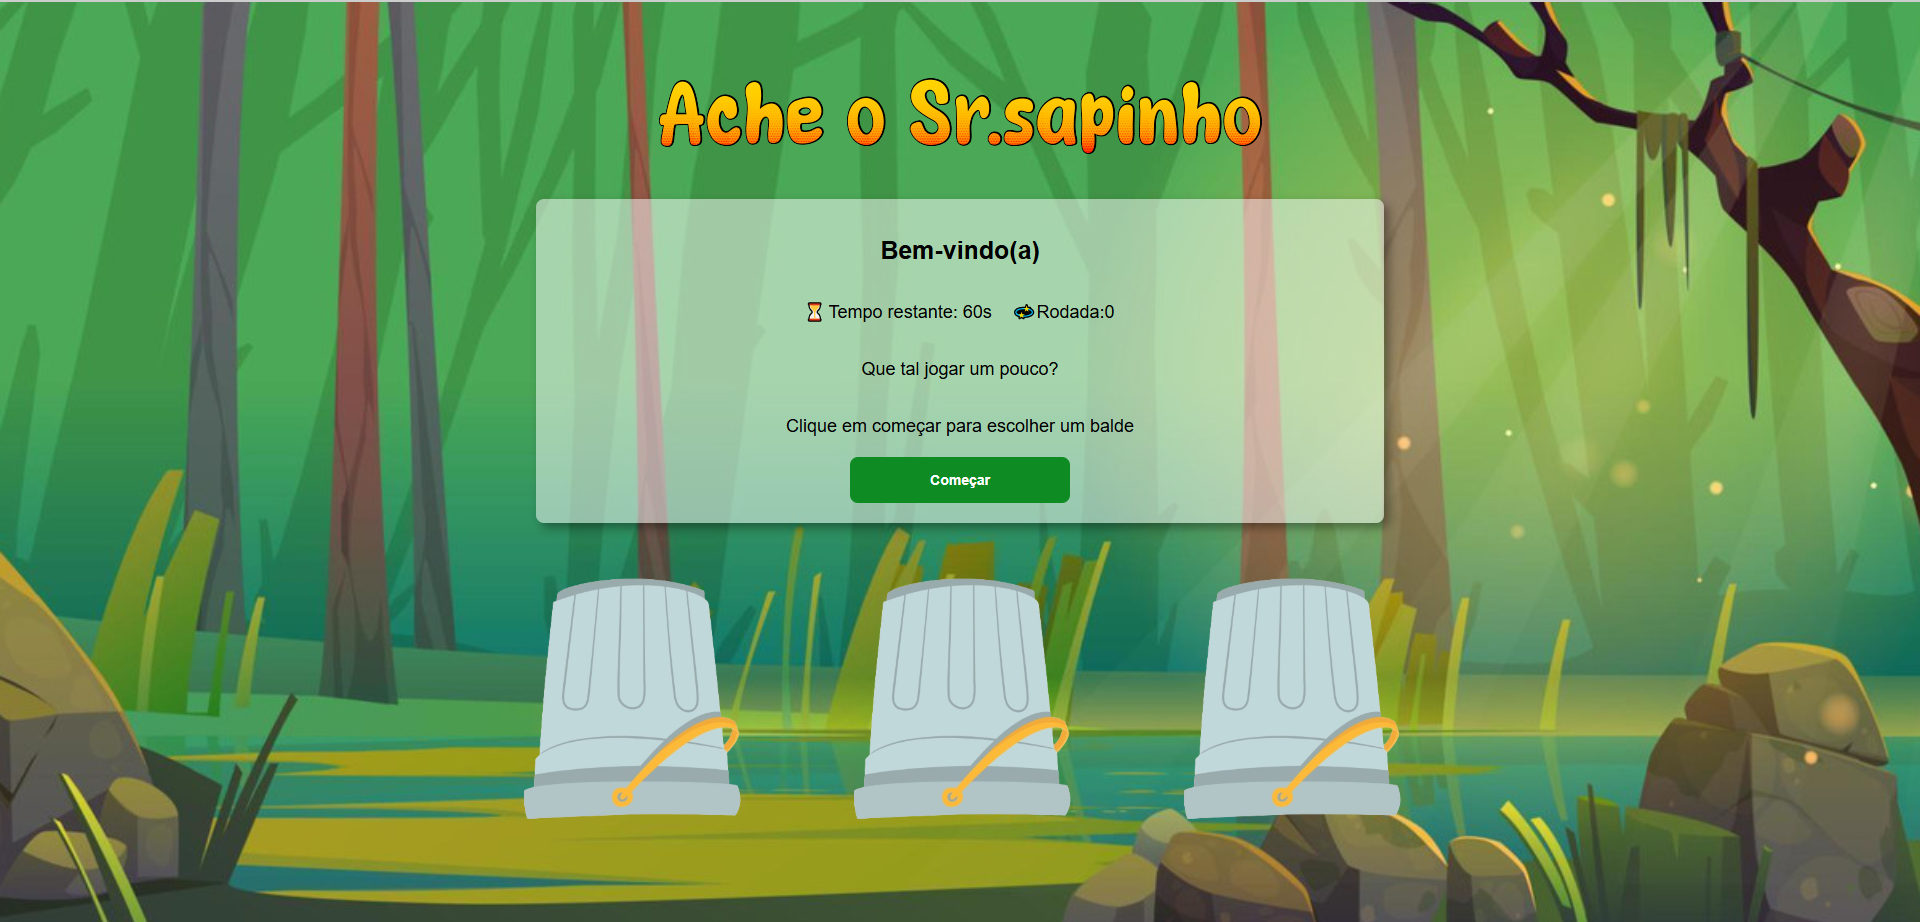 Ache o Sr.sapinho
Bem-vindo(a)
Tempo restante: 60s Rodada:0
Que tal jogar um pouco?
Clique em começar para escolher um balde
Começar